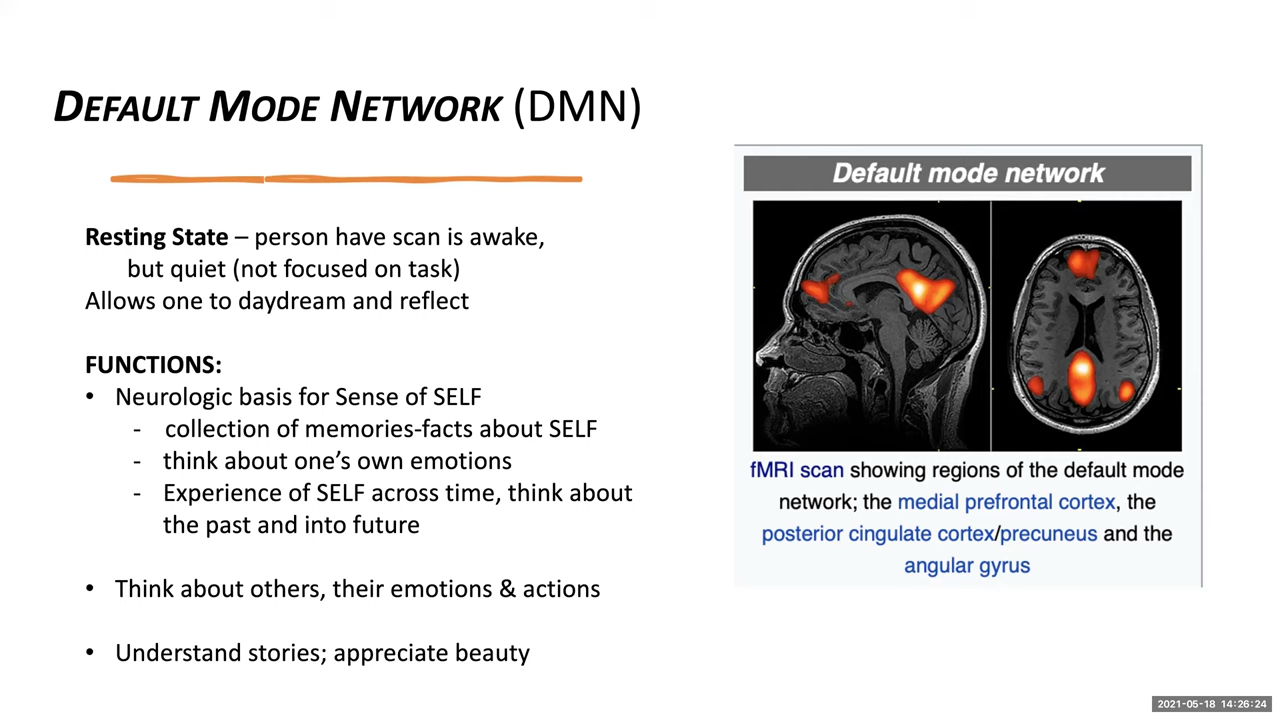 DEFAULT MODE NETWORK (DMN)
Resting State – person have scan is awake,
but quiet (not focused on task)
Allows one to daydream and reflect
FUNCTIONS:
• Neurologic basis for Sense of SELF
- collection of memories-facts about SELF
- think about one's own emotions
- Experience of SELF across time, think about
the past and into future
• Think about others, their emotions & actions
• Understand stories; appreciate beauty
Default mode network
fMRI scan showing regions of the default mode
network; the medial prefrontal cortex, the
posterior cingulate cortex/precuneus and the
angular gyrus
2021-05-18 14:26:24